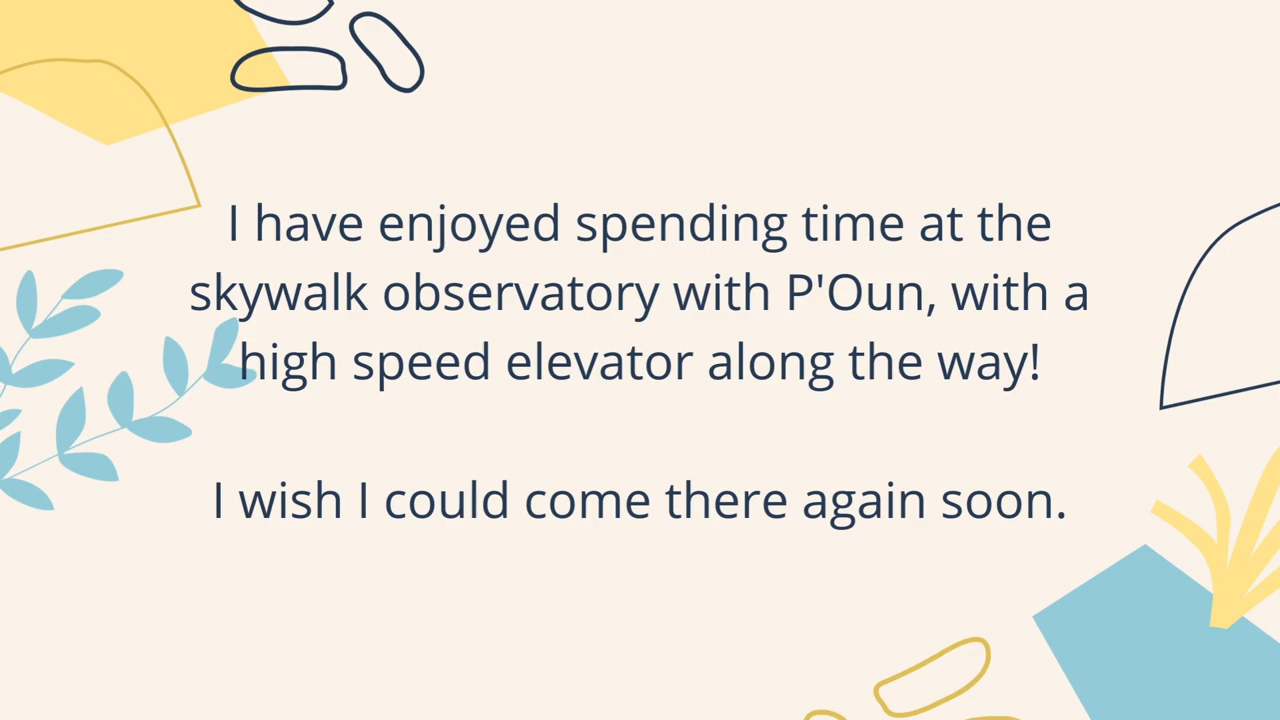 I have enjoyed spending time at the
skywalk observatory with P'Oun, with a
high speed elevator along the way!
I wish I could come there again soon.